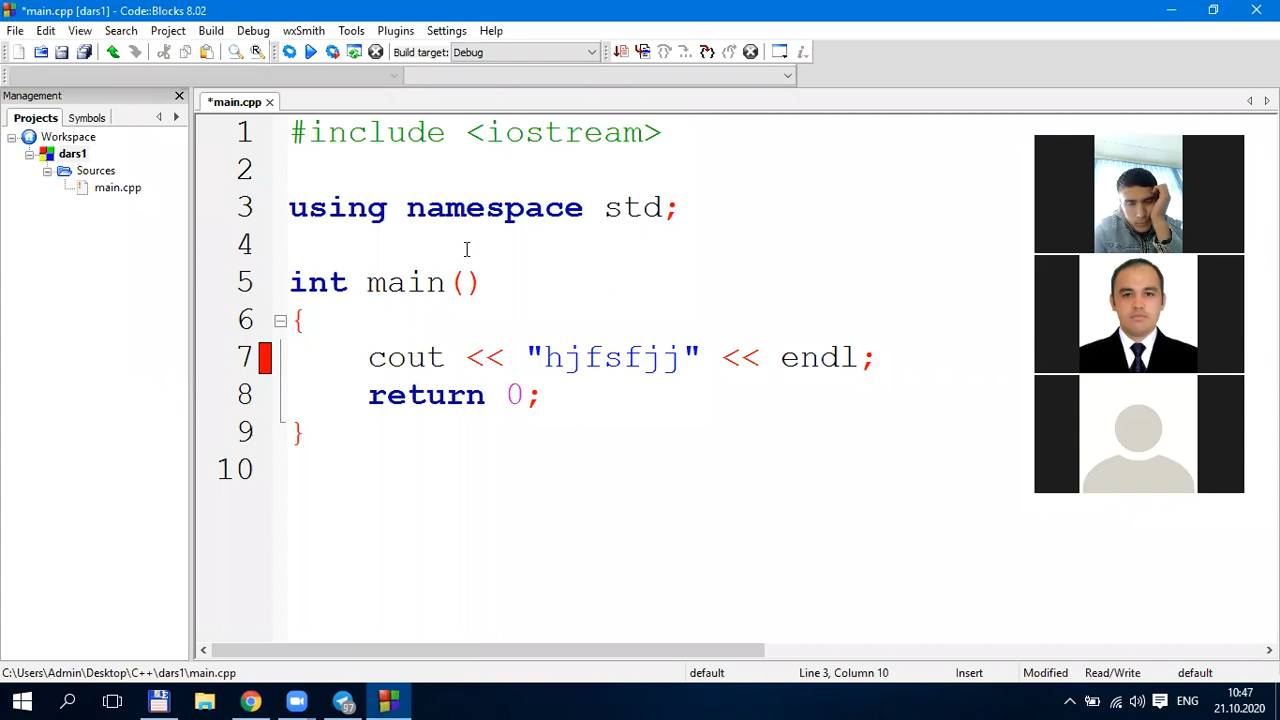 *main.cpp [dars1] - Code::Blocks 8.02
File Edit View Search Project Build Debug wxSmith Tools Plugins Settings Help
Build target: Debug
Management
Projects Symbols
Workspace
dars1
Sources
main.cpp
*main.cpp
1 #include <iostream>
2
3 using namespace std;
4
5 int main()
6 {
7 cout << "hjfsfjj" << endl;
8 return 0;
9 }
10
C:\Users\Admin\Desktop\C++\dars1\main.cpp default Line 3, Column 10 Insert Modified Read/Write default
97 ENG 10:47
21.10.2020